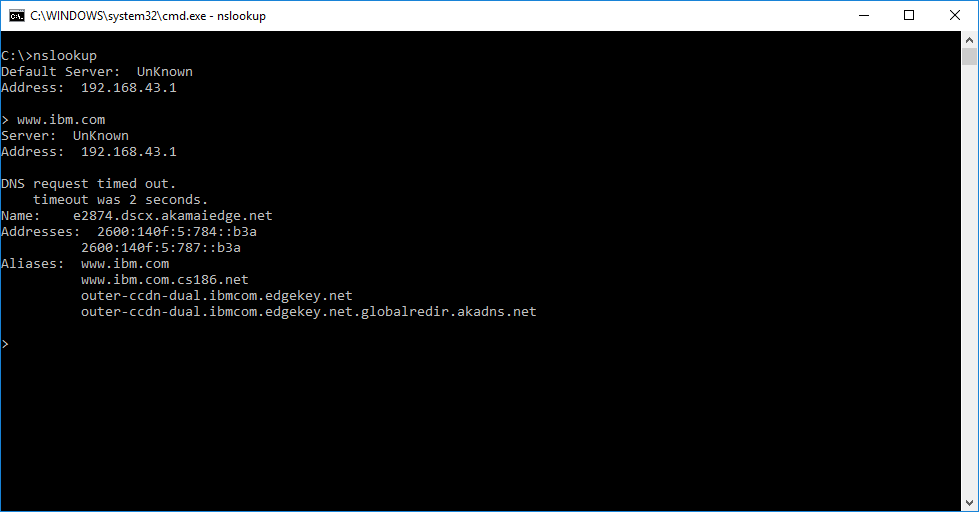 C:\WINDOWS\system32\cmd.exe - nslookup
C:\>nslookup
Default Server:  UnKnown
Address:  192.168.43.1
> www.ibm.com
Server:  UnKnown
Address:  192.168.43.1
DNS request timed out.
    timeout was 2 seconds.
Name:    e2874.dscx.akamaiedge.net
Addresses:  2600:140f:5:784::b3a
          2600:140f:5:787::b3a
Aliases:  www.ibm.com
          www.ibm.com.cs186.net
          outer-ccdn-dual.ibmcom.edgekey.net
          outer-ccdn-dual.ibmcom.edgekey.net.globalredir.akadns.net
>